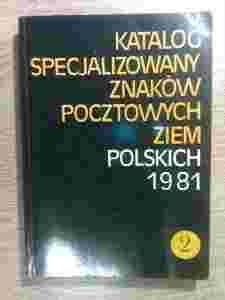 KATALOG
SPECJALIZOWANY
ZNAKÓW
POCZTOWYCH
ZIEM
POLSKICH
1981
2